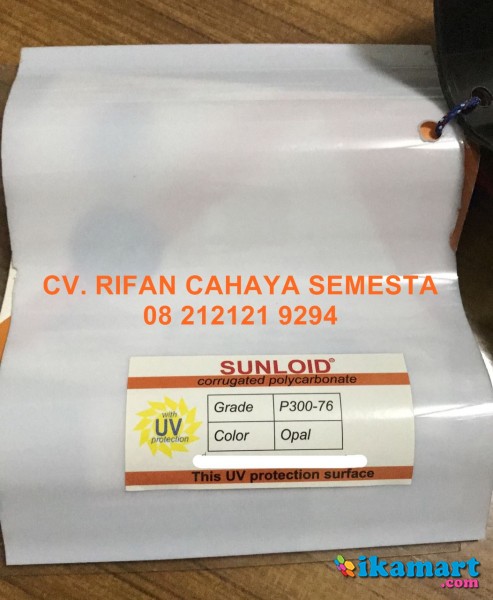 CV. RIFAN CAHAYA SEMESTA
08 212121 9294
SUNLOID®
corrugated polycarbonate
with
UV
protection
Grade P300-76
Color Opal
This UV protection surface
ikamart.com